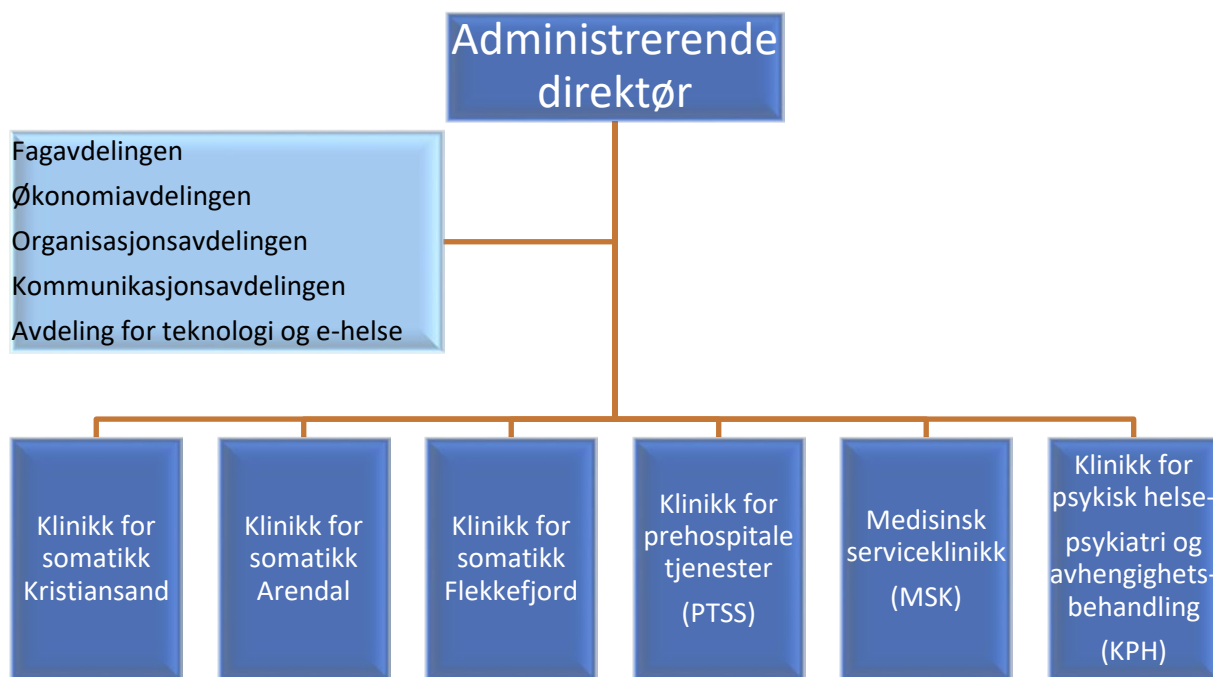 Administrerende
direktør
Fagavdelingen
Økonomiavdelingen
Organisasjonsavdelingen
Kommunikasjonsavdelingen
Avdeling for teknologi og e-helse
Klinikk for
somatikk
Kristiansand
Klinikk for
somatikk
Arendal
Klinikk for
somatikk
Flekkefjord
Klinikk for
prehospitale
tjenester
(PTSS)
Medisinsk
serviceklinikk
(MSK)
Klinikk for
psykisk helse-
psykiatri og
avhengighets-
behandling
(KPH)